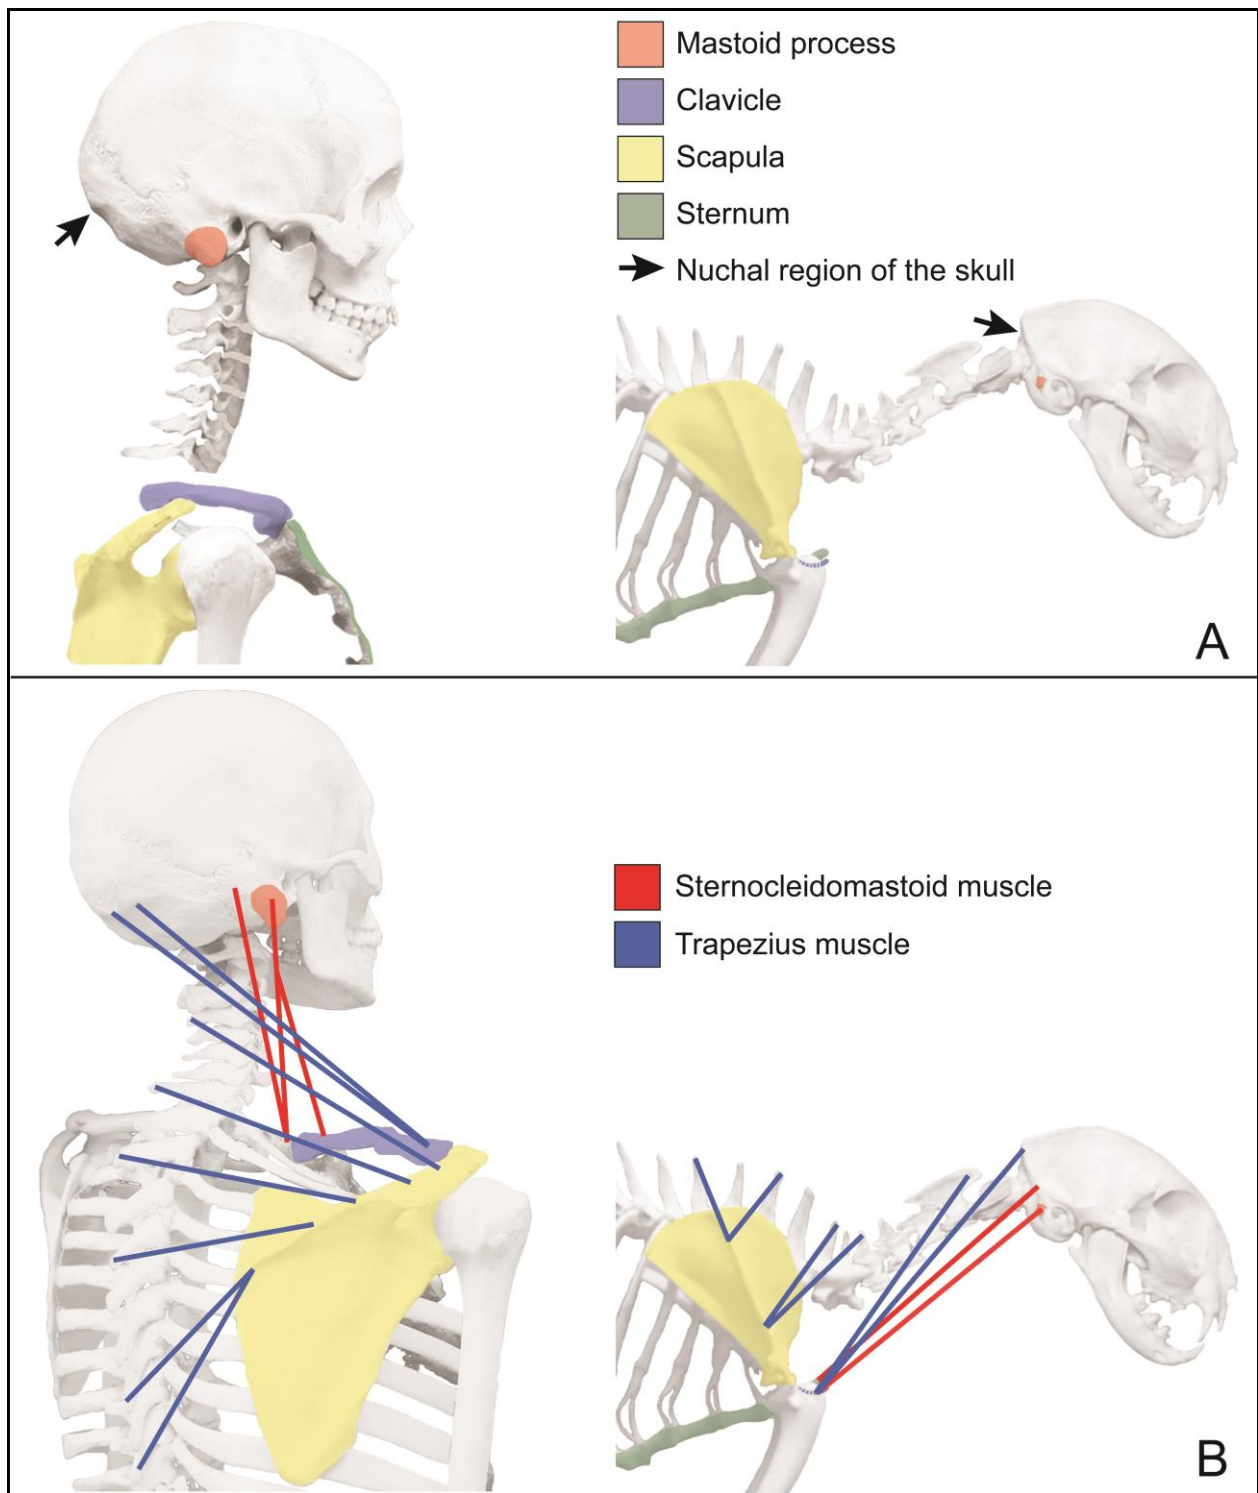 Mastoid process
Clavicle
Scapula
Sternum
Nuchal region of the skull
A
Sternocleidomastoid muscle
Trapezius muscle
B